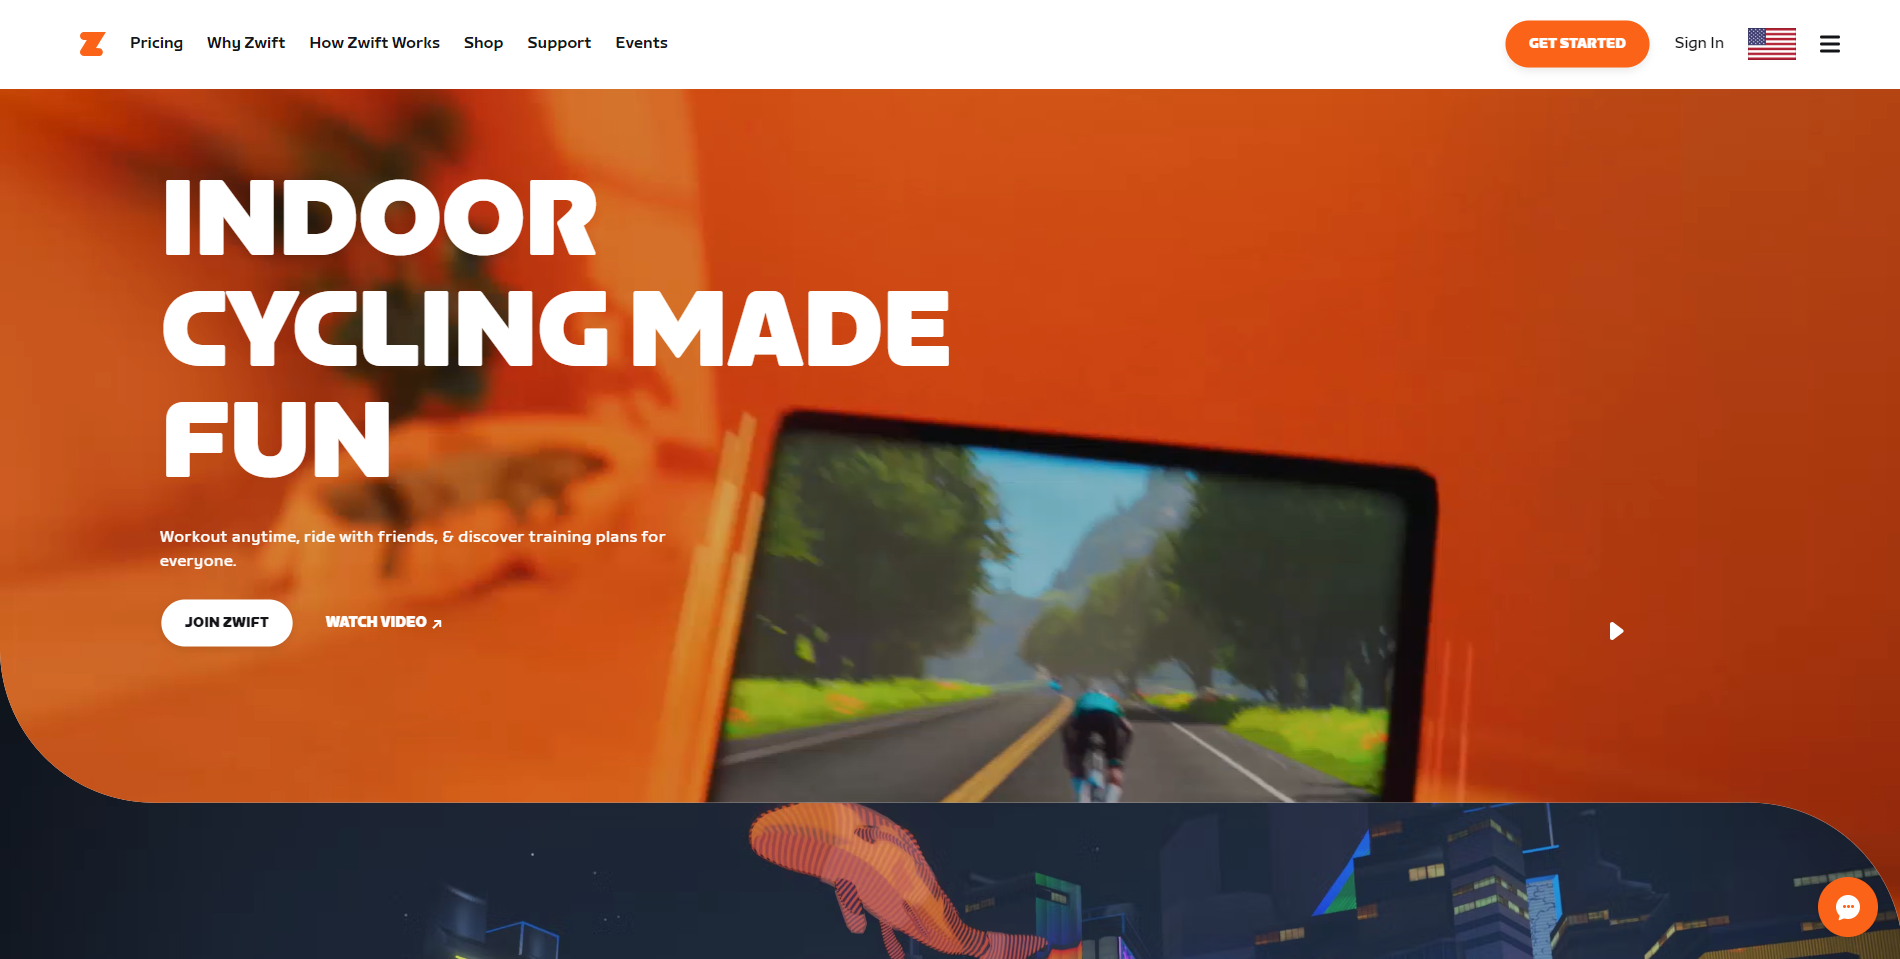 Pricing Why Zwift How Zwift Works Shop Support Events GET STARTED Sign In
INDOOR
CYCLING MADE
FUN
Workout anytime, ride with friends, & discover training plans for
everyone.
JOIN ZWIFT WATCH VIDEO